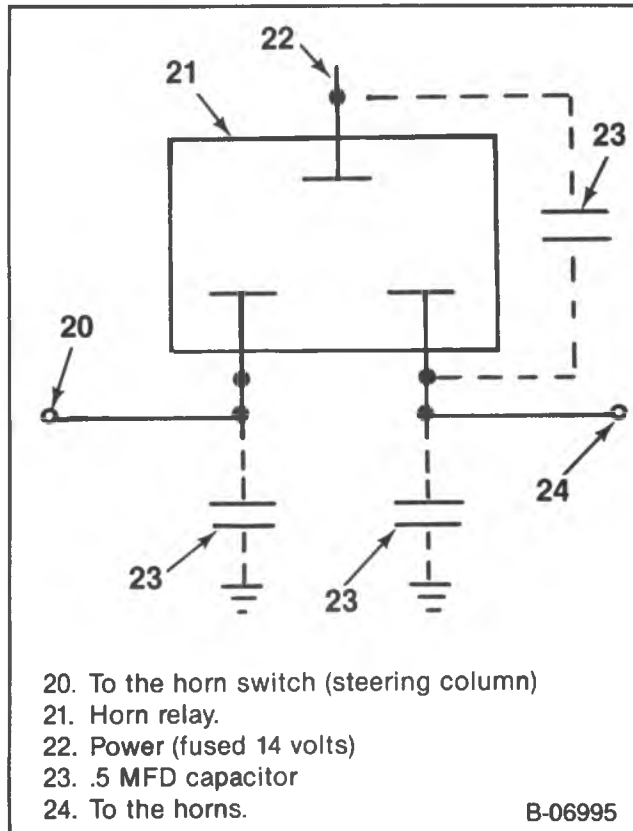 22
21
23
20
24
23
23
20. To the horn switch (steering column)
21. Horn relay.
22. Power (fused 14 volts)
23. .5 MFD capacitor
24. To the horns.
B-06995